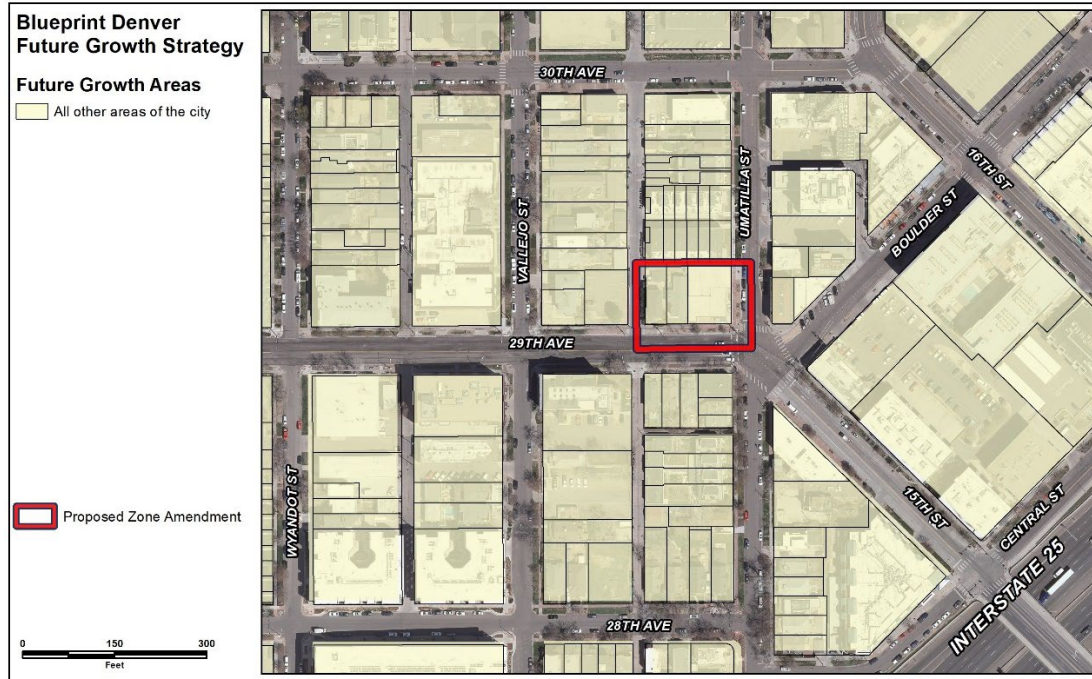 Blueprint Denver
Future Growth Strategy
Future Growth Areas
All other areas of the city
Proposed Zone Amendment
0 150 300
Feet
30TH AVE
VALLEJO ST
UMATILLA ST
16TH ST
BOULDER ST
29TH AVE
WYANDOT ST
15TH ST
CENTRAL ST
INTERSTATE 25
28TH AVE